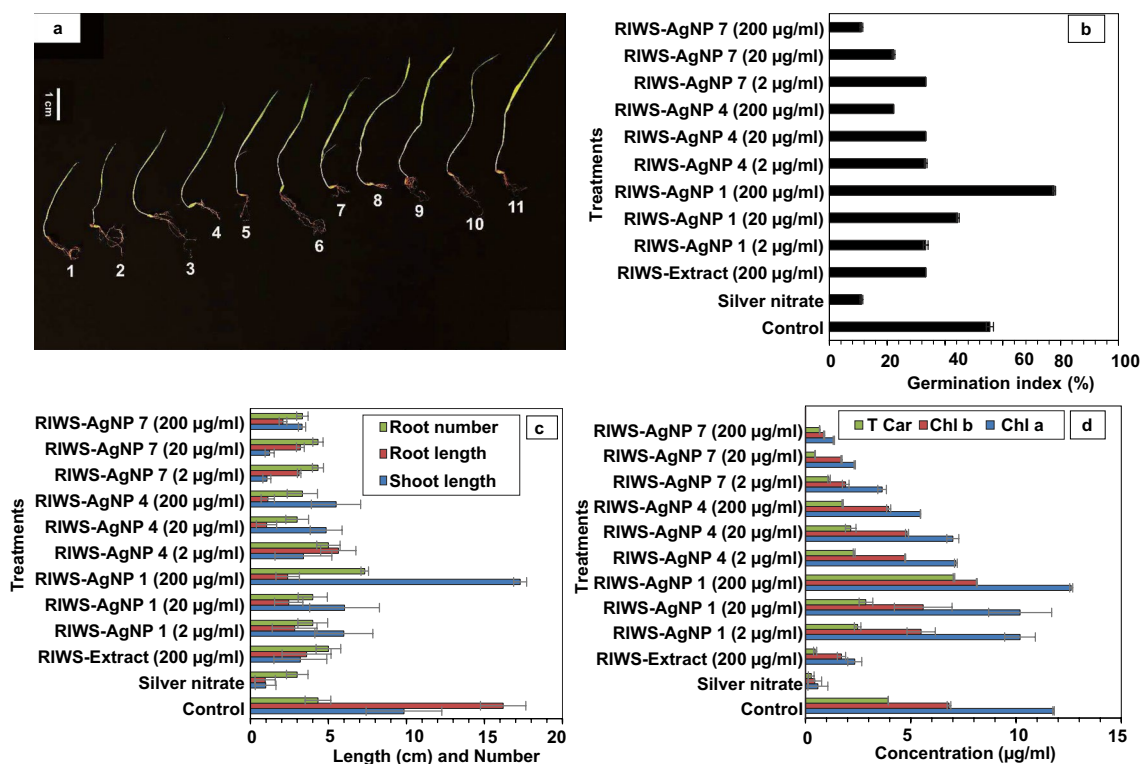 a
1 cm
1
2
3
4
5
6
7
8
9
10
11
b
Treatments
RIWS-AgNP 7 (200 µg/ml)
RIWS-AgNP 7 (20 µg/ml)
RIWS-AgNP 7 (2 µg/ml)
RIWS-AgNP 4 (200 µg/ml)
RIWS-AgNP 4 (20 µg/ml)
RIWS-AgNP 4 (2 µg/ml)
RIWS-AgNP 1 (200 µg/ml)
RIWS-AgNP 1 (20 µg/ml)
RIWS-AgNP 1 (2 µg/ml)
RIWS-Extract (200 µg/ml)
Silver nitrate
Control
0 20 40 60 80 100
Germination index (%)
c
Root number
Root length
Shoot length
Treatments
RIWS-AgNP 7 (200 µg/ml)
RIWS-AgNP 7 (20 µg/ml)
RIWS-AgNP 7 (2 µg/ml)
RIWS-AgNP 4 (200 µg/ml)
RIWS-AgNP 4 (20 µg/ml)
RIWS-AgNP 4 (2 µg/ml)
RIWS-AgNP 1 (200 µg/ml)
RIWS-AgNP 1 (20 µg/ml)
RIWS-AgNP 1 (2 µg/ml)
RIWS-Extract (200 µg/ml)
Silver nitrate
Control
0 5 10 15 20
Length (cm) and Number
T Car Chl b Chl a
d
Treatments
RIWS-AgNP 7 (200 µg/ml)
RIWS-AgNP 7 (20 µg/ml)
RIWS-AgNP 7 (2 µg/ml)
RIWS-AgNP 4 (200 µg/ml)
RIWS-AgNP 4 (20 µg/ml)
RIWS-AgNP 4 (2 µg/ml)
RIWS-AgNP 1 (200 µg/ml)
RIWS-AgNP 1 (20 µg/ml)
RIWS-AgNP 1 (2 µg/ml)
RIWS-Extract (200 µg/ml)
Silver nitrate
Control
0 5 10 15
Concentration (µg/ml)